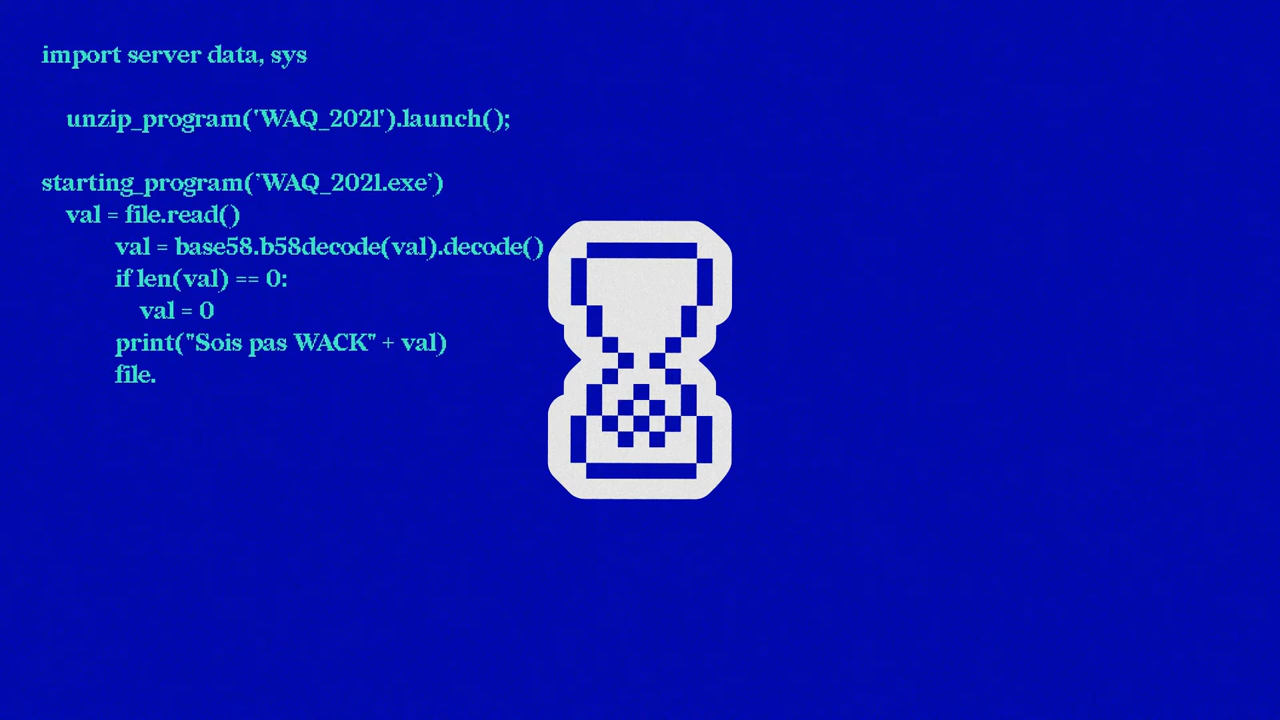 import server data, sys
unzip_program('WAQ_2021').launch();
starting_program('WAQ_2021.exe')
val = file.read()
val = base58.b58decode(val).decode()
if len(val) == 0:
val = 0
print("Sois pas WACK" + val)
file.